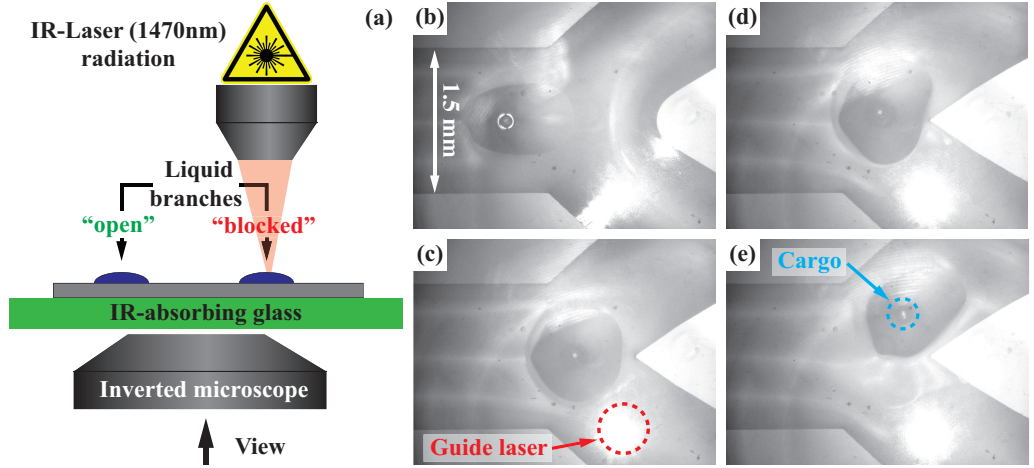 (a)
IR-Laser (1470nm)
radiation
Liquid
branches
“open”
“blocked”
IR-absorbing glass
Inverted microscope
View
(b)
1.5 mm
(c)
Guide laser
(d)
(e)
Cargo